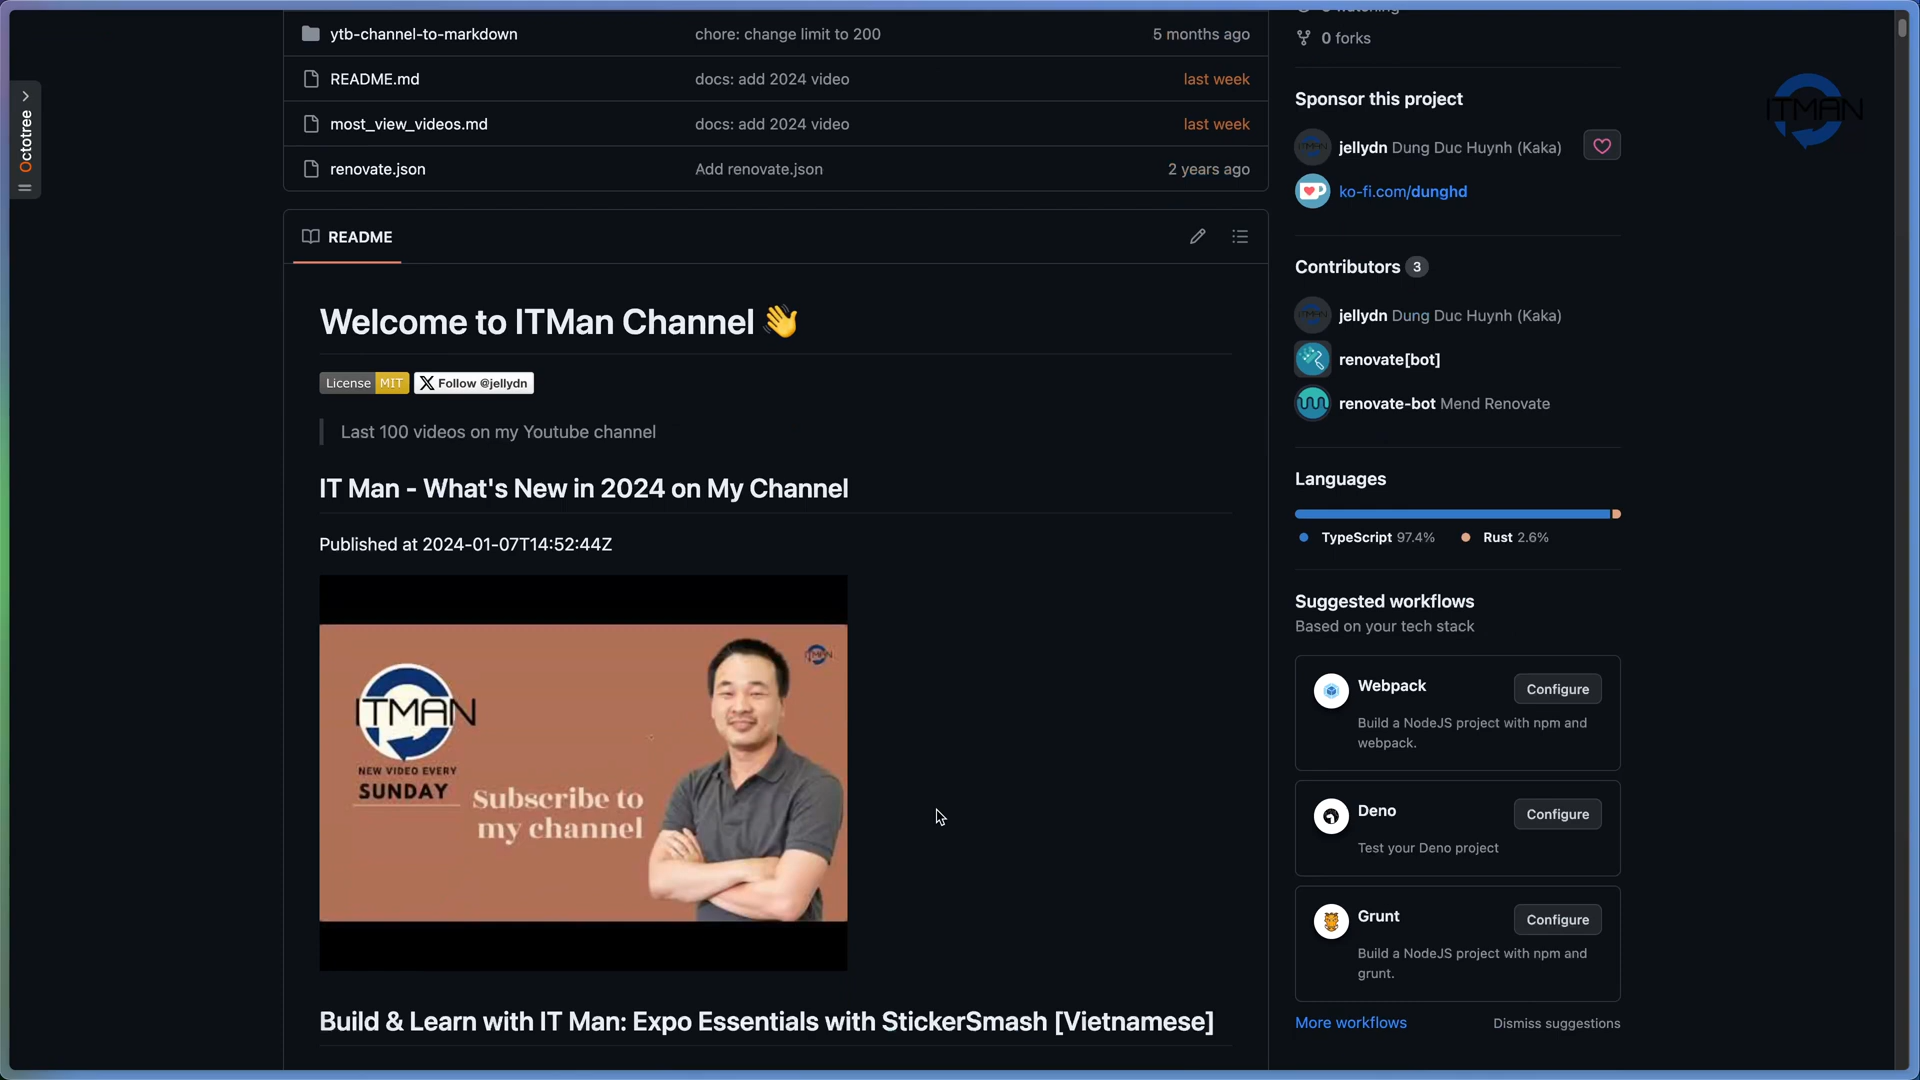 ytb-channel-to-markdown chore: change limit to 200 5 months ago
README.md docs: add 2024 video last week
most_view_videos.md docs: add 2024 video last week
renovate.json Add renovate.json 2 years ago
Octotree
README
Welcome to ITMan Channel 👋
License MIT Follow @jellydn
Last 100 videos on my Youtube channel
IT Man - What's New in 2024 on My Channel
Published at 2024-01-07T14:52:44Z
ITMAN
ITMAN
NEW VIDEO EVERY
SUNDAY
Subscribe to
my channel
Build & Learn with IT Man: Expo Essentials with StickerSmash [Vietnamese]
0 forks
Sponsor this project
jellydn Dung Duc Huynh (Kaka)
ko-fi.com/dunghd
Contributors 3
jellydn Dung Duc Huynh (Kaka)
renovate[bot]
renovate-bot Mend Renovate
Languages
TypeScript 97.4% Rust 2.6%
Suggested workflows
Based on your tech stack
Webpack Configure
Build a NodeJS project with npm and
webpack.
Deno Configure
Test your Deno project
Grunt Configure
Build a NodeJS project with npm and
grunt.
More workflows Dismiss suggestions
ITMAN